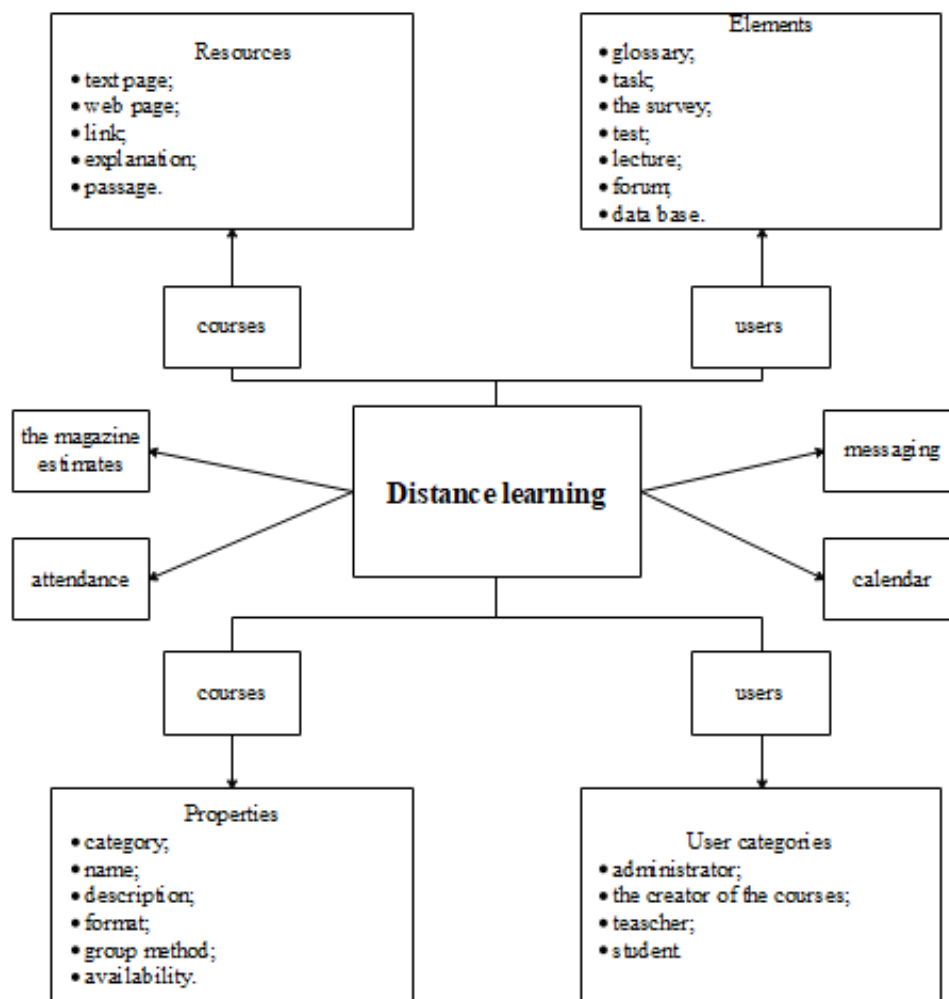 Resources
• text page;
• web page;
• link;
• explanation;
• passage.
Elements
• glossary;
• task;
• the survey;
• test;
• lecture;
• forum;
• data base.
courses
users
the magazine
estimates
Distance learning
messaging
attendance
calendar
courses
users
Properties
• category;
• name;
• description;
• format;
• group method;
• availability.
User categories
• administrator;
• the creator of the courses;
• teascher;
• student.